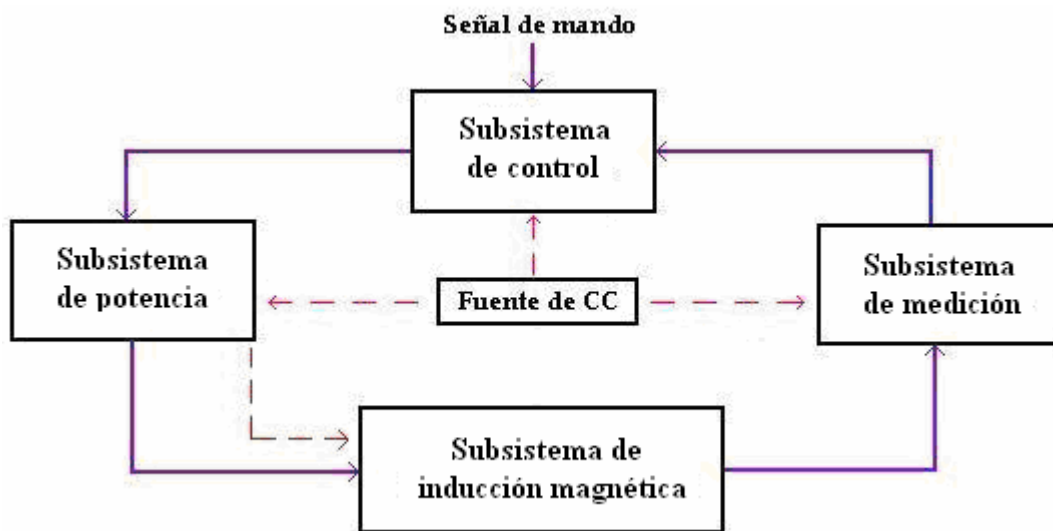 Señal de mando
Subsistema
de control
Subsistema
de potencia
Fuente de CC
Subsistema
de medición
Subsistema de
inducción magnética